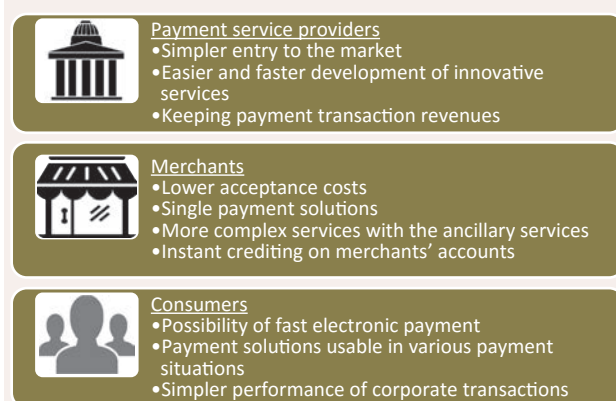 Payment service providers
•Simpler entry to the market
•Easier and faster development of innovative
services
•Keeping payment transaction revenues
Merchants
•Lower acceptance costs
•Single payment solutions
•More complex services with the ancillary services
•Instant crediting on merchants’ accounts
Consumers
•Possibility of fast electronic payment
•Payment solutions usable in various payment
situations
•Simpler performance of corporate transactions